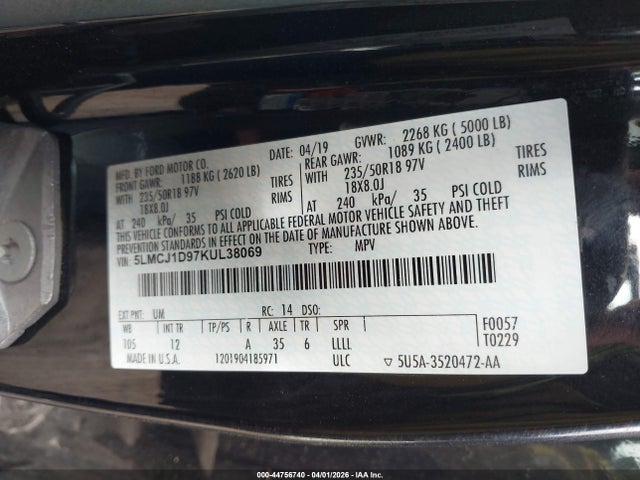 MFD. BY FORD MOTOR CO. DATE: 04/19 GVWR: 2268 KG ( 5000 LB)
FRONT GAWR: 1188 KG ( 2620 LB) REAR GAWR: 1089 KG ( 2400 LB)
WITH 235/50R18 97V TIRES WITH 235/50R18 97V TIRES
18X8.0J RIMS 18X8.0J RIMS
AT 240 kPa/ 35 PSI COLD AT 240 kPa/ 35 PSI COLD
THIS VEHICLE CONFORMS TO ALL APPLICABLE FEDERAL MOTOR VEHICLE SAFETY AND THEFT
PREVENTION STANDARDS IN EFFECT ON THE DATE OF MANUFACTURE SHOWN ABOVE.
VIN: 5LMCJ1D97KUL38069 TYPE: MPV
EXT PNT: UM RC: 14 DSO: F0057
WB INT TR TP/PS R AXLE TR SPR T0229
105 12 A 35 6 LLLL
MADE IN U.S.A. 1201904185971 ULC ▽ 5U5A-3520472-AA
000-44756740 - 04/01/2026 - IAA Inc.